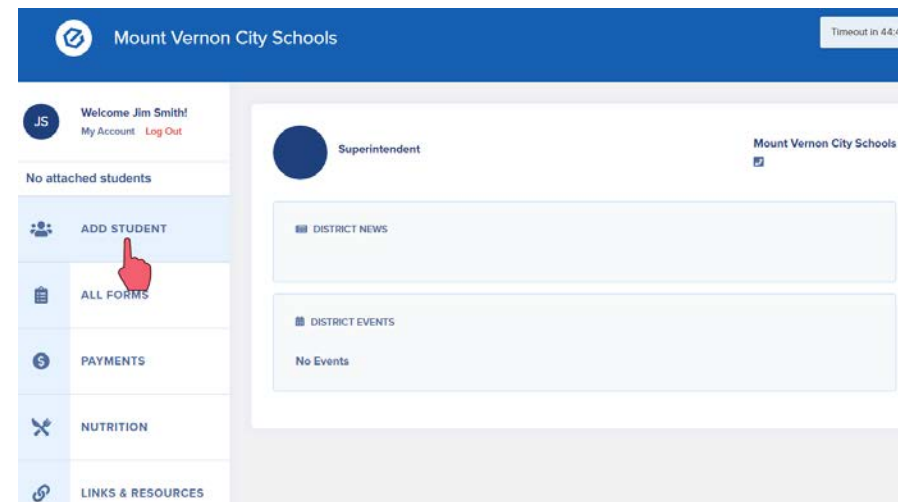 Mount Vernon City Schools
Timeout in 44:4
JS
Welcome Jim Smith!
My Account Log Out
No attached students
ADD STUDENT
ALL FORMS
PAYMENTS
NUTRITION
LINKS & RESOURCES
Superintendent
Mount Vernon City Schools
DISTRICT NEWS
DISTRICT EVENTS
No Events